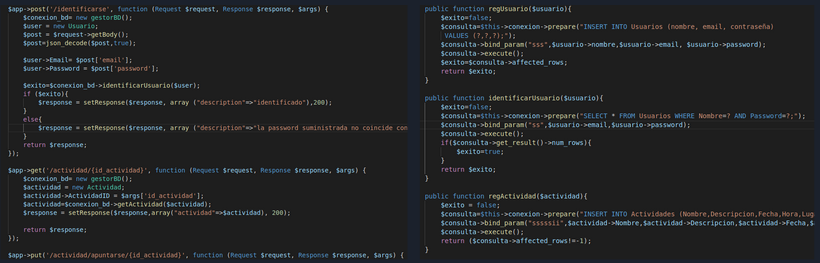 $app->post('/identificarse', function (Request $request, Response $response, $args) {
$conexion_bd= new gestorBD();
$user = new Usuario;
$post = $request->getBody();
$post=json_decode($post,true);
$user->Email= $post['email'];
$user->Password = $post['password'];
$exito=$conexion_bd->identificarUsuario($user);
if ($exito){
$response = setResponse($response, array ("description"=>"identificado"),200);
}
else{
$response = setResponse($response, array ("description"=>"la password suministrada no coincide con
}
return $response;
});
$app->get('/actividad/{id_actividad}', function (Request $request, Response $response, $args) {
$conexion_bd= new gestorBD;
$actividad = new Actividad;
$actividad->ActividadID = $args['id_actividad'];
$actividad=$conexion_bd->getActividad($actividad);
$response = setResponse($response,array("actividad"=>$actividad), 200);
return $response;
});
$app->put('/actividad/apuntarse/{id_actividad}', function (Request $request, Response $response, $args) {
public function regUsuario($usuario){
$exito=false;
$consulta=$this->conexion->prepare("INSERT INTO Usuarios (nombre, email, contraseña)
VALUES (?,?,?);");
$consulta->bind_param("sss",$usuario->nombre,$usuario->email, $usuario->password);
$consulta->execute();
$exito=$consulta->affected_rows;
return $exito;
}
public function identificarUsuario($usuario){
$exito=false;
$consulta=$this->conexion->prepare("SELECT * FROM Usuarios WHERE Nombre=? AND Password=?;");
$consulta->bind_param("ss",$usuario->email,$usuario->password);
$consulta->execute();
if($consulta->get_result()->num_rows){
$exito=true;
}
return $exito;
}
public function regActividad($actividad){
$exito = false;
$consulta=$this->conexion->prepare("INSERT INTO Actividades (Nombre,Descripcion,Fecha,Hora,Lug
$consulta->bind_param("sssssii",$actividad->Nombre,$actividad->Descripcion,$actividad->Fecha,$
$consulta->execute();
return ($consulta->affected_rows!=-1);
}